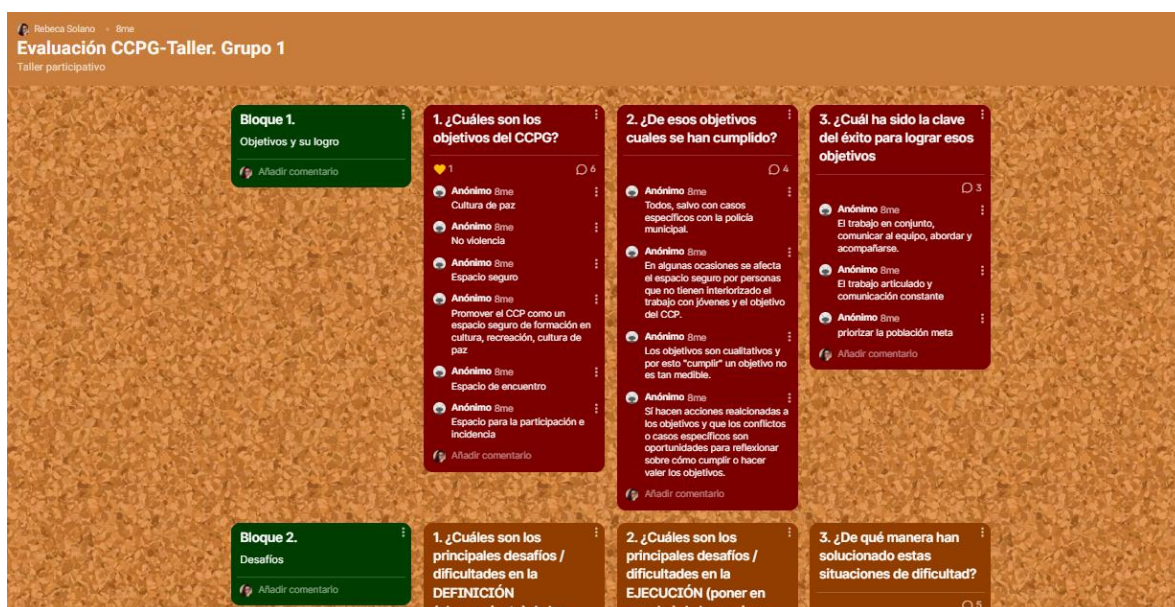 Rebeca Solano • 8me
Evaluación CCPG-Taller. Grupo 1
Taller participativo
Bloque 1.
Objetivos y su logro
Añadir comentario
1. ¿Cuáles son los
objetivos del CCPG?
1
6
Anónimo 8me
Cultura de paz
Anónimo 8me
No violencia
Anónimo 8me
Espacio seguro
Anónimo 8me
Promover el CCP como un
espacio seguro de formación en
cultura, recreación, cultura de
paz
Anónimo 8me
Espacio de encuentro
Anónimo 8me
Espacio para la participación e
incidencia
Añadir comentario
2. ¿De esos objetivos
cuales se han cumplido?
4
Anónimo 8me
Todos, salvo con casos
específicos con la policía
municipal.
Anónimo 8me
En algunas ocasiones se afecta
el espacio seguro por personas
que no tienen interiorizado el
trabajo con jóvenes y el objetivo
del CCP.
Anónimo 8me
Los objetivos son cualitativos y
por esto "cumplir" un objetivo no
es tan medible.
Anónimo 8me
Sí hacen acciones realcionadas a
los objetivos y que los conflictos
o casos específicos son
oportunidades para reflexionar
sobre cómo cumplir o hacer
valer los objetivos.
Añadir comentario
3. ¿Cuál ha sido la clave
del éxito para lograr esos
objetivos
3
Anónimo 8me
El trabajo en conjunto,
comunicar al equipo, abordar y
acompañarse.
Anónimo 8me
El trabajo articulado y
comunicación constante
Anónimo 8me
priorizar la población meta
Añadir comentario
Bloque 2.
Desafíos
Añadir comentario
1. ¿Cuáles son los
principales desafíos /
dificultades en la
DEFINICIÓN
2. ¿Cuáles son los
principales desafíos /
dificultades en la
EJECUCIÓN (poner en
3. ¿De qué manera han
solucionado estas
situaciones de dificultad?
5